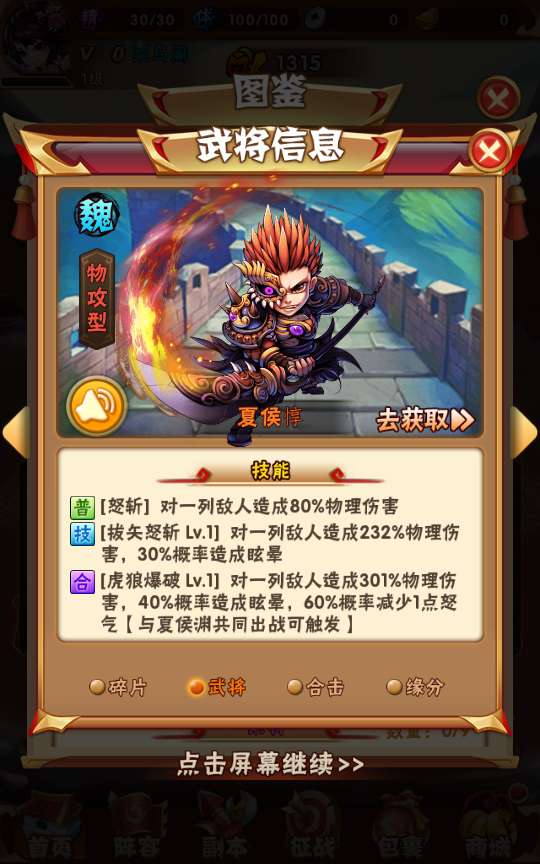 精 30/30 体 100/100 0 0
V 0
1级 1315
图鉴
武将信息
魏
物攻型
夏侯惇
去获取
技能
普 [怒斩] 对一列敌人造成80%物理伤害
技 [拔矢怒斩 Lv.1] 对一列敌人造成232%物理伤
害，30%概率造成眩晕
合 [虎狼爆破 Lv.1] 对一列敌人造成301%物理伤
害，40%概率造成眩晕，60%概率减少1点怒
气【与夏侯渊共同出战可触发】
碎片 武将 合击 缘分
数量：0/9
点击屏幕继续>>
首页 阵容 副本 征战 包裹 商城